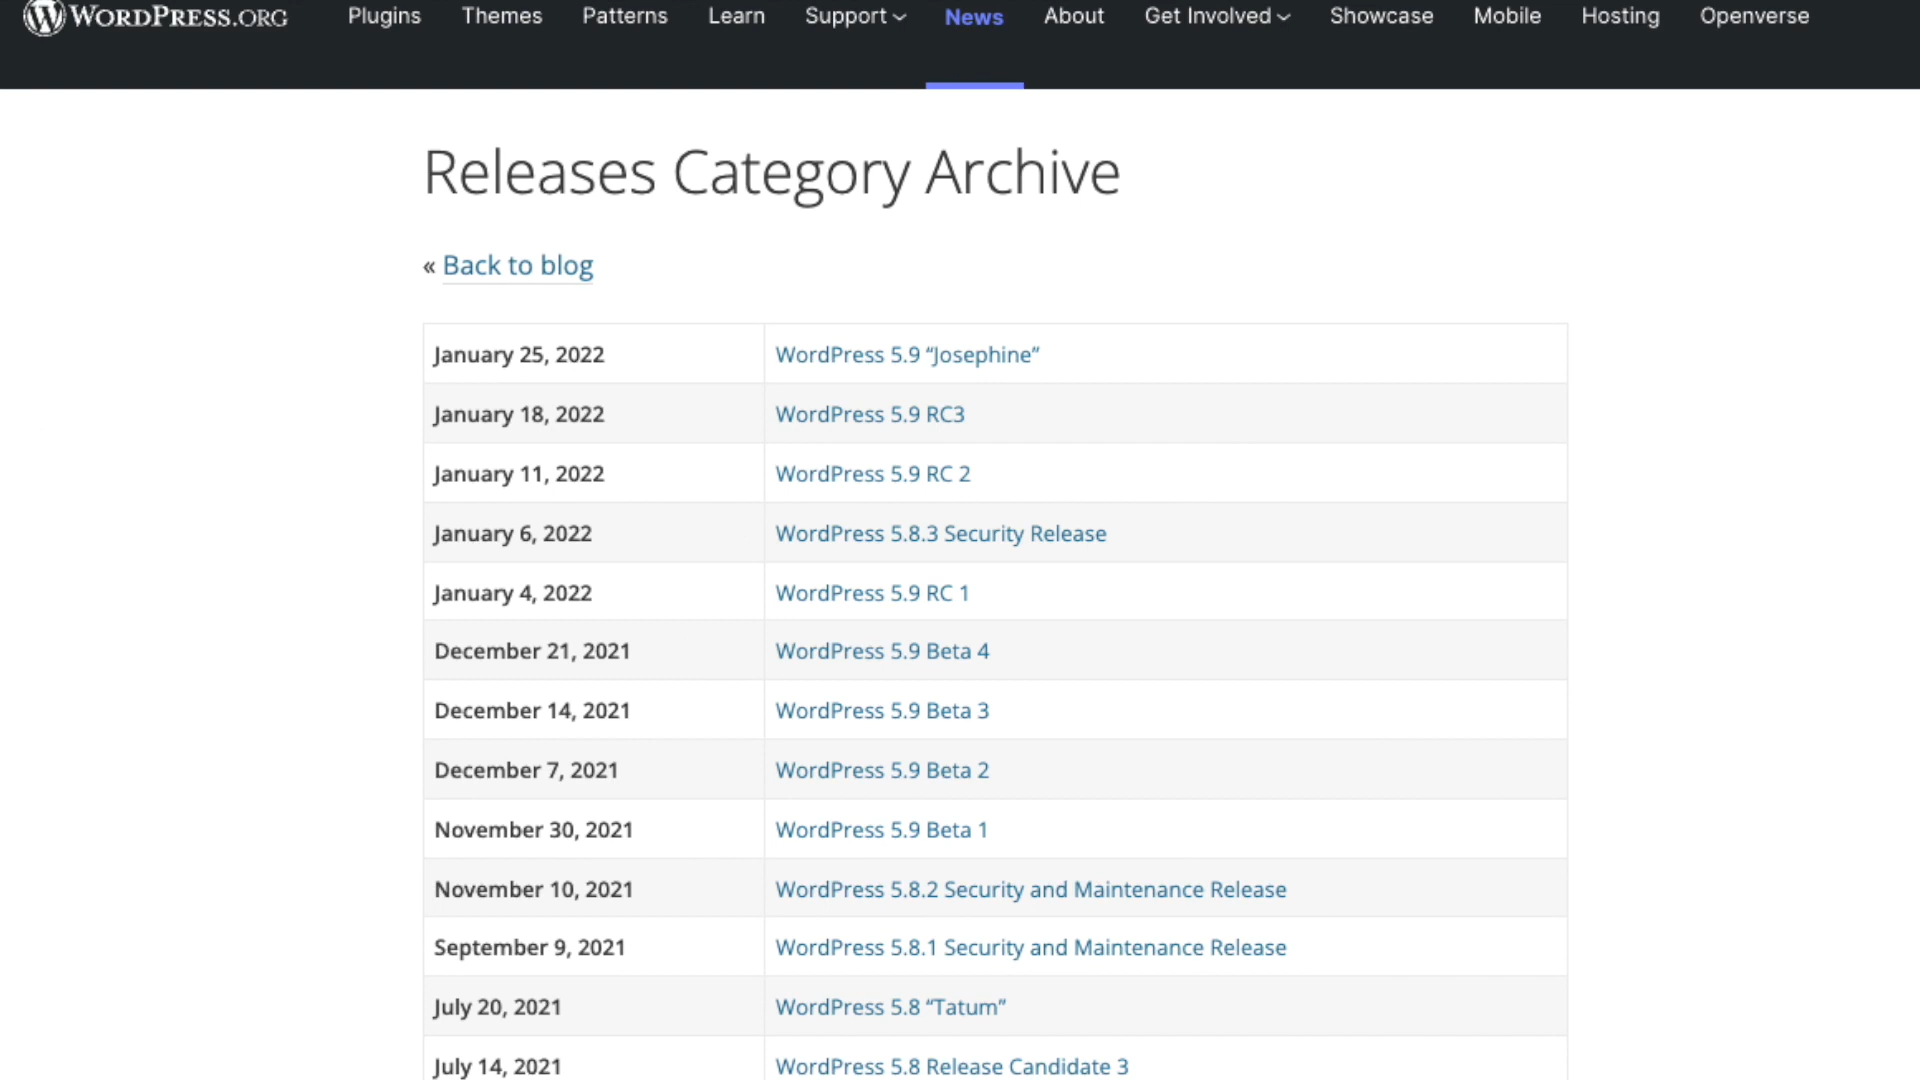 WORDPRESS.ORG Plugins Themes Patterns Learn Support News About Get Involved Showcase Mobile Hosting Openverse
Releases Category Archive
« Back to blog
January 25, 2022 WordPress 5.9 “Josephine”
January 18, 2022 WordPress 5.9 RC3
January 11, 2022 WordPress 5.9 RC 2
January 6, 2022 WordPress 5.8.3 Security Release
January 4, 2022 WordPress 5.9 RC 1
December 21, 2021 WordPress 5.9 Beta 4
December 14, 2021 WordPress 5.9 Beta 3
December 7, 2021 WordPress 5.9 Beta 2
November 30, 2021 WordPress 5.9 Beta 1
November 10, 2021 WordPress 5.8.2 Security and Maintenance Release
September 9, 2021 WordPress 5.8.1 Security and Maintenance Release
July 20, 2021 WordPress 5.8 “Tatum”
July 14, 2021 WordPress 5.8 Release Candidate 3